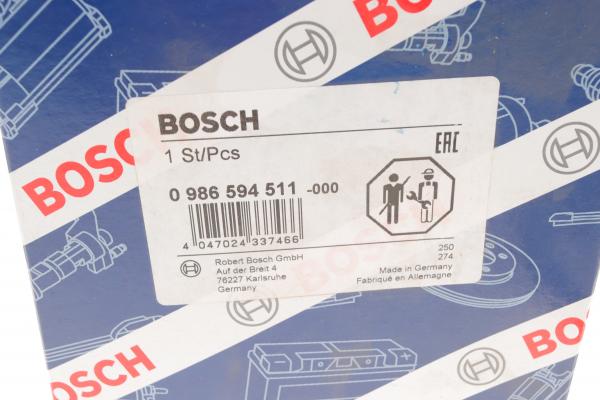 BOSCH
BOSCH
1 St/Pcs
EAC
0 986 594 511 -000
4 047024 337466
Robert Bosch GmbH
Auf der Breit 4
76227 Karlsruhe
Germany
250
274
Made in Germany
Fabriqué en Allemagne
BOSCH
BOSCH